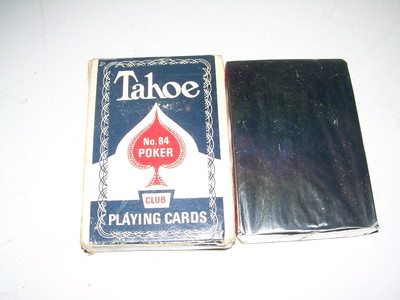 Tahoe
No. 84
POKER
CLUB
PLAYING CARDS